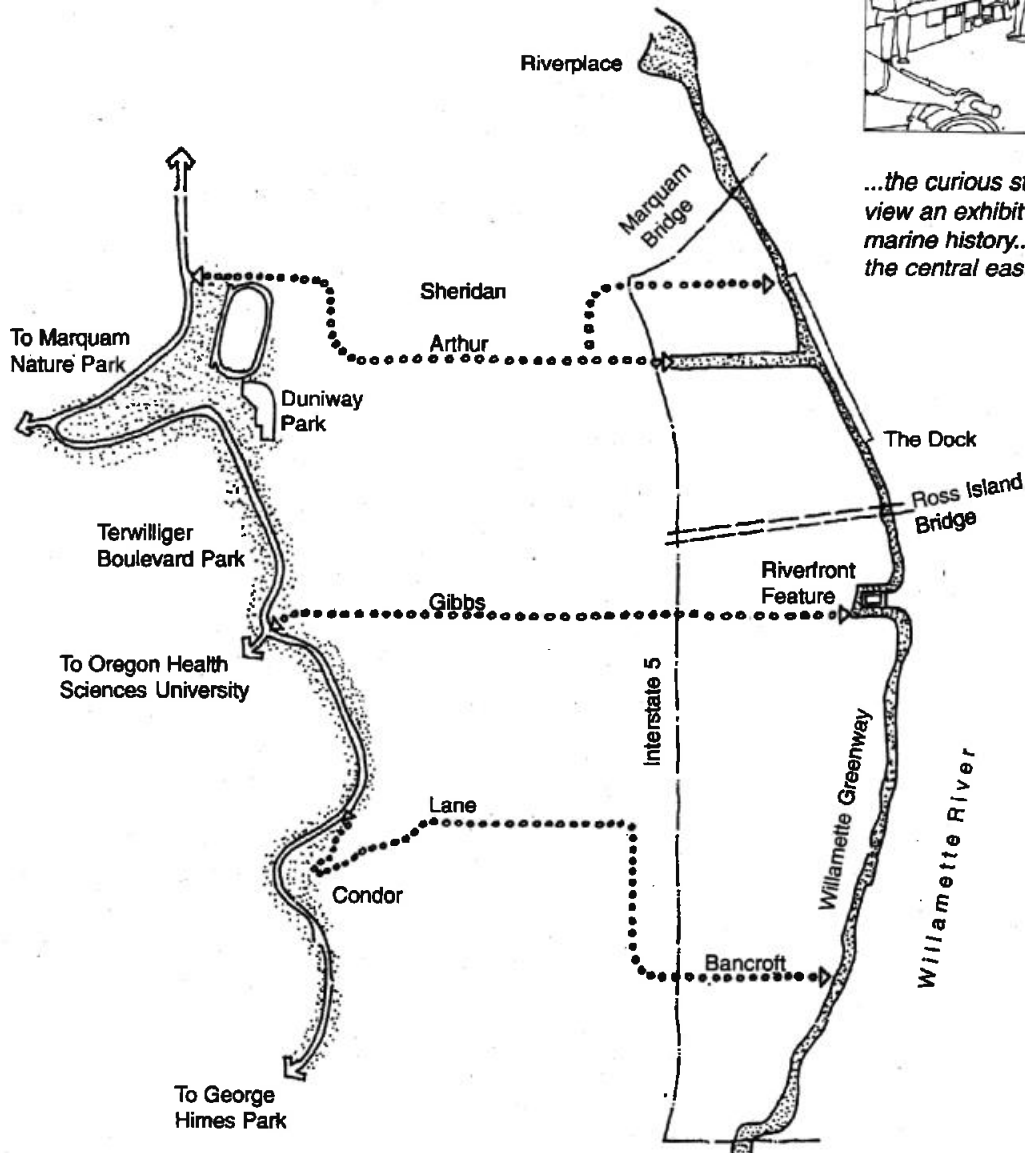 Riverplace
Marquam
Bridge
...the curious
view an exhibit
marine history...
the central
Sheridan
Arthur
To Marquam
Nature Park
Duniway
Park
The Dock
Ross Island
Bridge
Terwilliger
Boulevard Park
Riverfront
Feature
Gibbs
To Oregon Health
Sciences University
Interstate 5
Willamette Greenway
Willamette River
Lane
Condor
Bancroft
To George
Himes Park